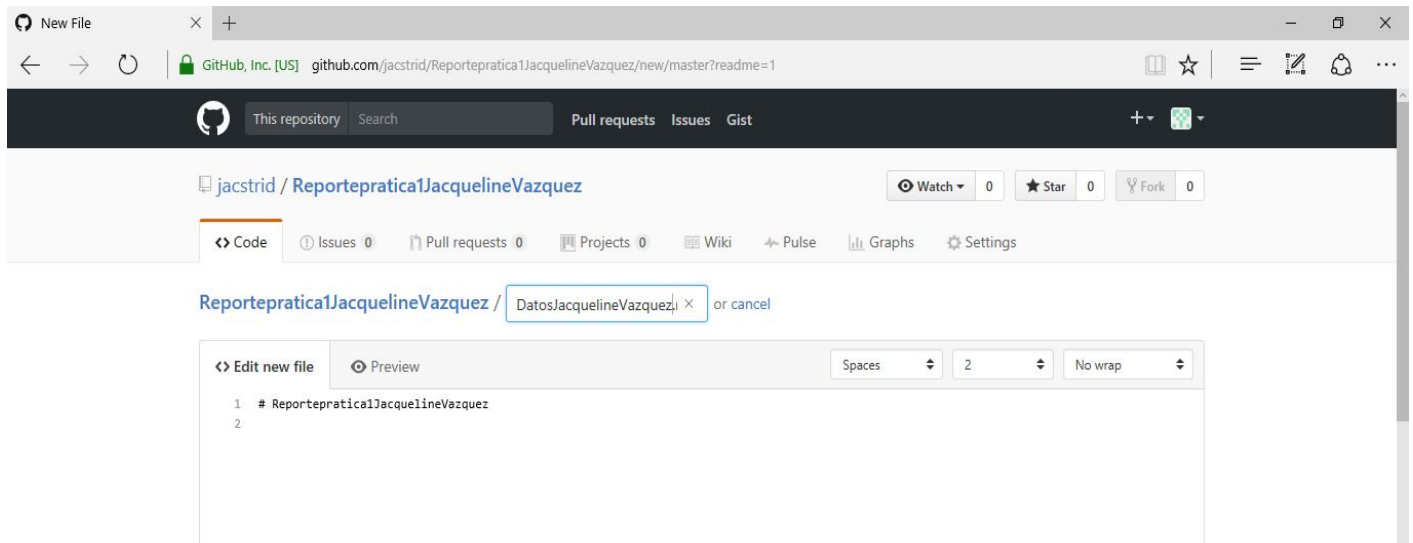 New File
GitHub, Inc. [US] github.com/jacstrid/Reportepratica1JacquelineVazquez/new/master?readme=1
This repository Search Pull requests Issues Gist
jacstrid / Reportepratica1JacquelineVazquez Watch 0 Star 0 Fork 0
Code Issues 0 Pull requests 0 Projects 0 Wiki Pulse Graphs Settings
Reportepratica1JacquelineVazquez / DatosJacquelineVazquez. or cancel
Edit new file Preview Spaces 2 No wrap
1 # Reportepratica1JacquelineVazquez
2